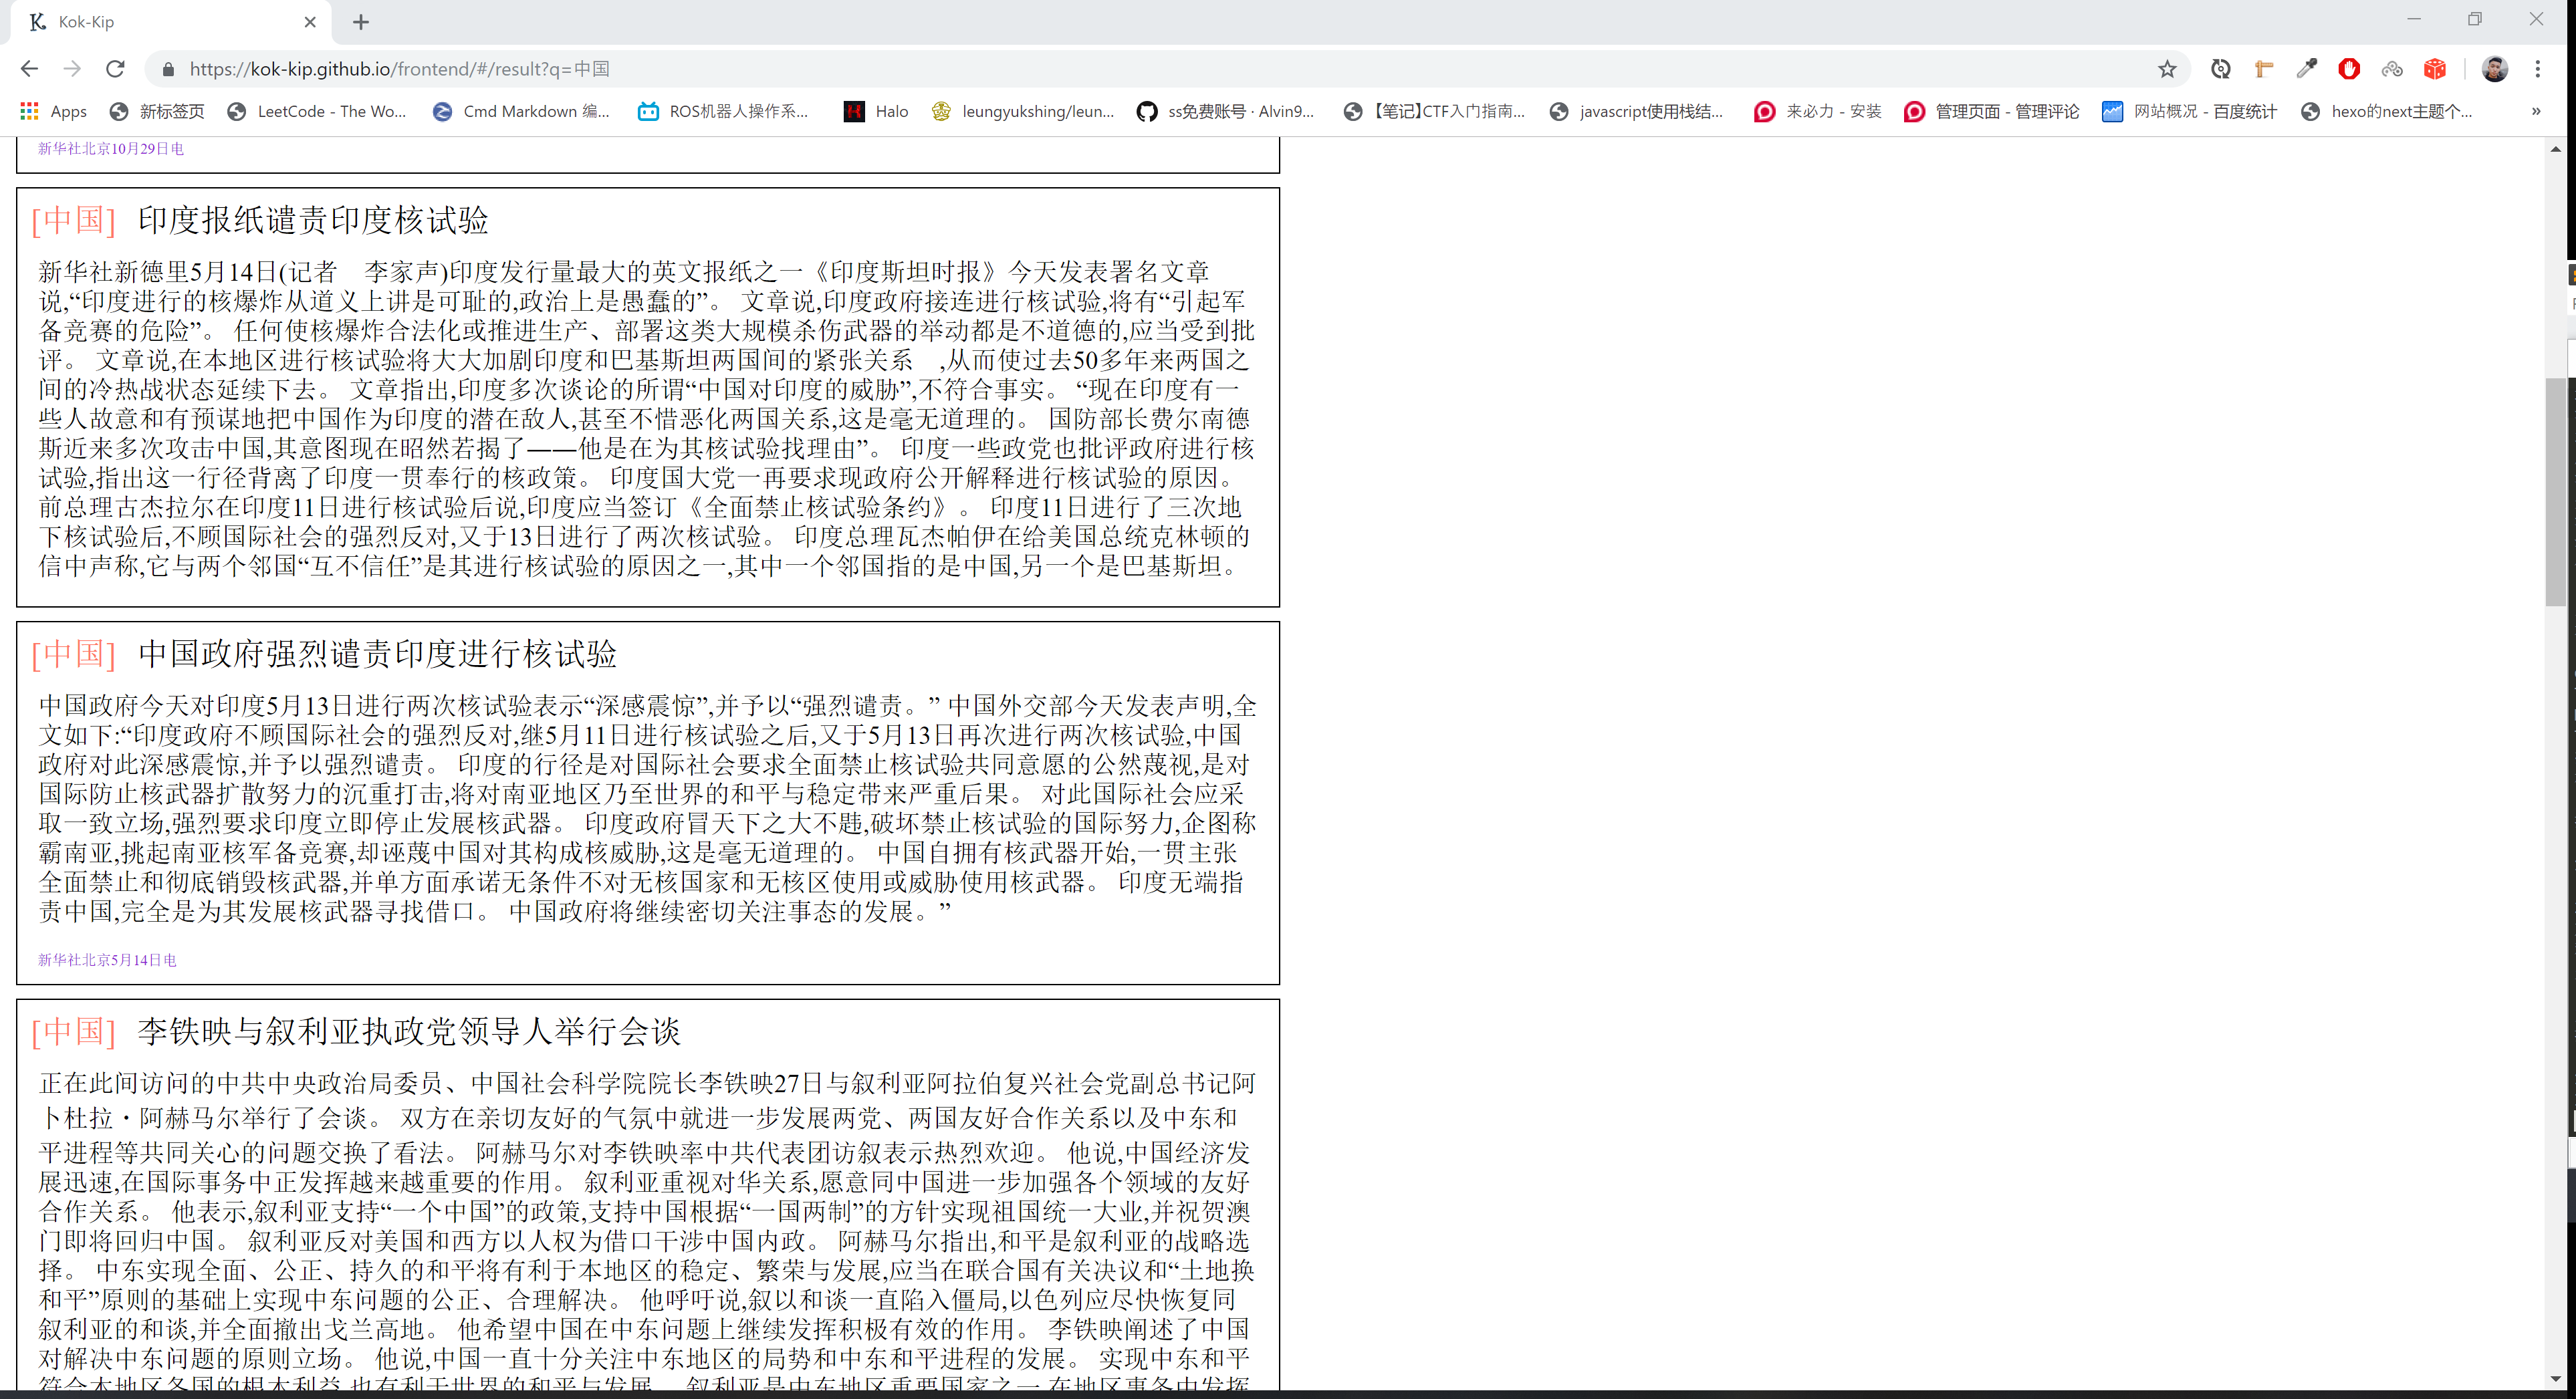 Kok-Kip
https://kok-kip.github.io/frontend/#/result?q=中国
Apps 新标签页 LeetCode - The Wo... Cmd Markdown 编... ROS机器人操作系... Halo leungyukshing/leun... ss免费账号 · Alvin9... 【笔记】CTF入门指南... javascript使用栈结... 来必力 - 安装 管理页面 - 管理评论 网站概况 - 百度统计 hexo的next主题个... »
新华社北京10月29日电
[中国] 印度报纸谴责印度核试验
新华社新德里5月14日(记者　李家声)印度发行量最大的英文报纸之一《印度斯坦时报》今天发表署名文章
说,“印度进行的核爆炸从道义上讲是可耻的,政治上是愚蠢的”。 文章说,印度政府接连进行核试验,将有“引起军
备竞赛的危险”。 任何使核爆炸合法化或推进生产、部署这类大规模杀伤武器的举动都是不道德的,应当受到批
评。 文章说,在本地区进行核试验将大大加剧印度和巴基斯坦两国间的紧张关系　,从而使过去50多年来两国之
间的冷热战状态延续下去。 文章指出,印度多次谈论的所谓“中国对印度的威胁”,不符合事实。 “现在印度有一
些人故意和有预谋地把中国作为印度的潜在敌人,甚至不惜恶化两国关系,这是毫无道理的。 国防部长费尔南德
斯近来多次攻击中国,其意图现在昭然若揭了——他是在为其核试验找理由”。 印度一些政党也批评政府进行核
试验,指出这一行径背离了印度一贯奉行的核政策。 印度国大党一再要求现政府公开解释进行核试验的原因。
前总理古杰拉尔在印度11日进行核试验后说,印度应当签订《全面禁止核试验条约》。 印度11日进行了三次地
下核试验后,不顾国际社会的强烈反对,又于13日进行了两次核试验。 印度总理瓦杰帕伊在给美国总统克林顿的
信中声称,它与两个邻国“互不信任”是其进行核试验的原因之一,其中一个邻国指的是中国,另一个是巴基斯坦。
[中国] 中国政府强烈谴责印度进行核试验
中国政府今天对印度5月13日进行两次核试验表示“深感震惊”,并予以“强烈谴责。” 中国外交部今天发表声明,全
文如下:“印度政府不顾国际社会的强烈反对,继5月11日进行核试验之后,又于5月13日再次进行两次核试验,中国
政府对此深感震惊,并予以强烈谴责。 印度的行径是对国际社会要求全面禁止核试验共同意愿的公然蔑视,是对
国际防止核武器扩散努力的沉重打击,将对南亚地区乃至世界的和平与稳定带来严重后果。 对此国际社会应采
取一致立场,强烈要求印度立即停止发展核武器。 印度政府冒天下之大不韪,破坏禁止核试验的国际努力,企图称
霸南亚,挑起南亚核军备竞赛,却诬蔑中国对其构成核威胁,这是毫无道理的。 中国自拥有核武器开始,一贯主张
全面禁止和彻底销毁核武器,并单方面承诺无条件不对无核国家和无核区使用或威胁使用核武器。 印度无端指
责中国,完全是为其发展核武器寻找借口。 中国政府将继续密切关注事态的发展。”
新华社北京5月14日电
[中国] 李铁映与叙利亚执政党领导人举行会谈
正在此间访问的中共中央政治局委员、中国社会科学院院长李铁映27日与叙利亚阿拉伯复兴社会党副总书记阿
卜杜拉·阿赫马尔举行了会谈。 双方在亲切友好的气氛中就进一步发展两党、两国友好合作关系以及中东和
平进程等共同关心的问题交换了看法。 阿赫马尔对李铁映率中共代表团访叙表示热烈欢迎。 他说,中国经济发
展迅速,在国际事务中正发挥越来越重要的作用。 叙利亚重视对华关系,愿意同中国进一步加强各个领域的友好
合作关系。 他表示,叙利亚支持“一个中国”的政策,支持中国根据“一国两制”的方针实现祖国统一大业,并祝贺澳
门即将回归中国。 叙利亚反对美国和西方以人权为借口干涉中国内政。 阿赫马尔指出,和平是叙利亚的战略选
择。 中东实现全面、公正、持久的和平将有利于本地区的稳定、繁荣与发展,应当在联合国有关决议和“土地换
和平”原则的基础上实现中东问题的公正、合理解决。 他呼吁说,叙以和谈一直陷入僵局,以色列应尽快恢复同
叙利亚的和谈,并全面撤出戈兰高地。 他希望中国在中东问题上继续发挥积极有效的作用。 李铁映阐述了中国
对解决中东问题的原则立场。 他说,中国一直十分关注中东地区的局势和中东和平进程的发展。 实现中东和平
符合本地区各国的根本利益,也有利于世界的和平与发展。 叙利亚是中东地区重要国家之一,在地区事务中发挥